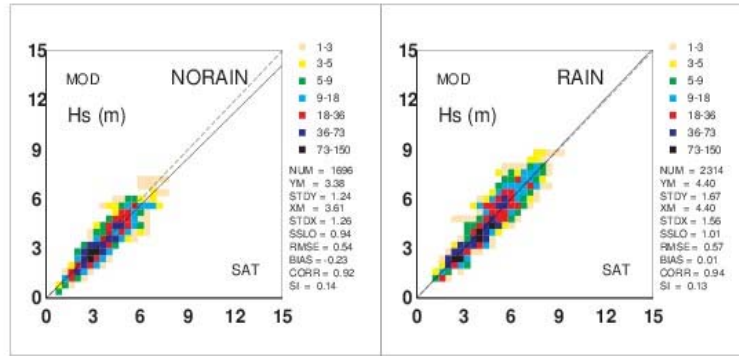 15
12
9
6
3
0
0 3 6 9 12 15
MOD
NORAIN
Hs (m)
SAT
1-3
3-5
5-9
9-18
18-36
36-73
73-150
NUM = 1696
YM = 3.38
STDY = 1.24
XM = 3.61
STDX = 1.26
SSLO = 0.94
RMSE = 0.54
BIAS = -0.23
CORR = 0.92
SI = 0.14
15
12
9
6
3
0
0 3 6 9 12 15
MOD
RAIN
Hs (m)
SAT
1-3
3-5
5-9
9-18
18-36
36-73
73-150
NUM = 2314
YM = 4.40
STDY = 1.67
XM = 4.40
STDX = 1.56
SSLO = 1.01
RMSE = 0.57
BIAS = 0.01
CORR = 0.94
SI = 0.13